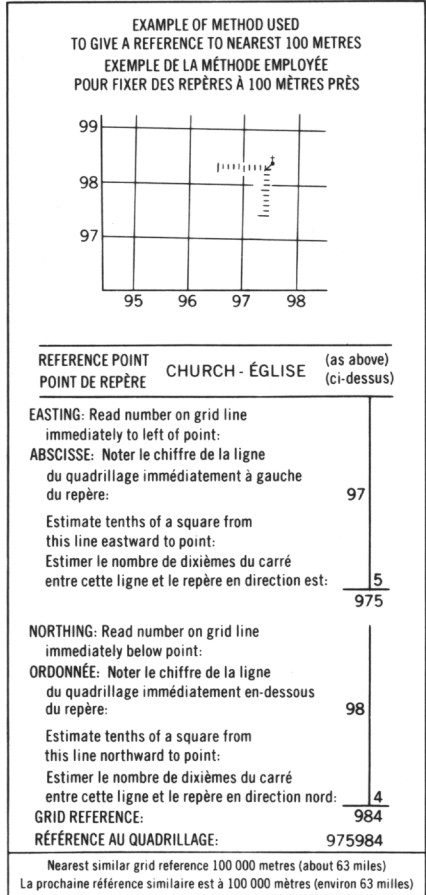 EXAMPLE OF METHOD USED
TO GIVE A REFERENCE TO NEAREST 100 METRES
EXEMPLE DE LA MÉTHODE EMPLOYÉE
POUR FIXER DES REPÈRES À 100 MÈTRES PRÈS
99
98
97
95 96 97 98
REFERENCE POINT
POINT DE REPÈRE
CHURCH - ÉGLISE
(as above)
(ci-dessus)
EASTING: Read number on grid line
immediately to left of point:
ABSCISSE: Noter le chiffre de la ligne
du quadrillage immédiatement à gauche
du repère: 97
Estimate tenths of a square from
this line eastward to point:
Estimer le nombre de dixièmes du carré
entre cette ligne et le repère en direction est: 5
975
NORTHING: Read number on grid line
immediately below point:
ORDONNÉE: Noter le chiffre de la ligne
du quadrillage immédiatement en-dessous
du repère: 98
Estimate tenths of a square from
this line northward to point:
Estimer le nombre de dixièmes du carré
entre cette ligne et le repère en direction nord: 4
GRID REFERENCE: 984
RÉFÉRENCE AU QUADRILLAGE: 975984
Nearest similar grid reference 100 000 metres (about 63 miles)
La prochaine référence similaire est à 100 000 mètres (environ 63 milles)